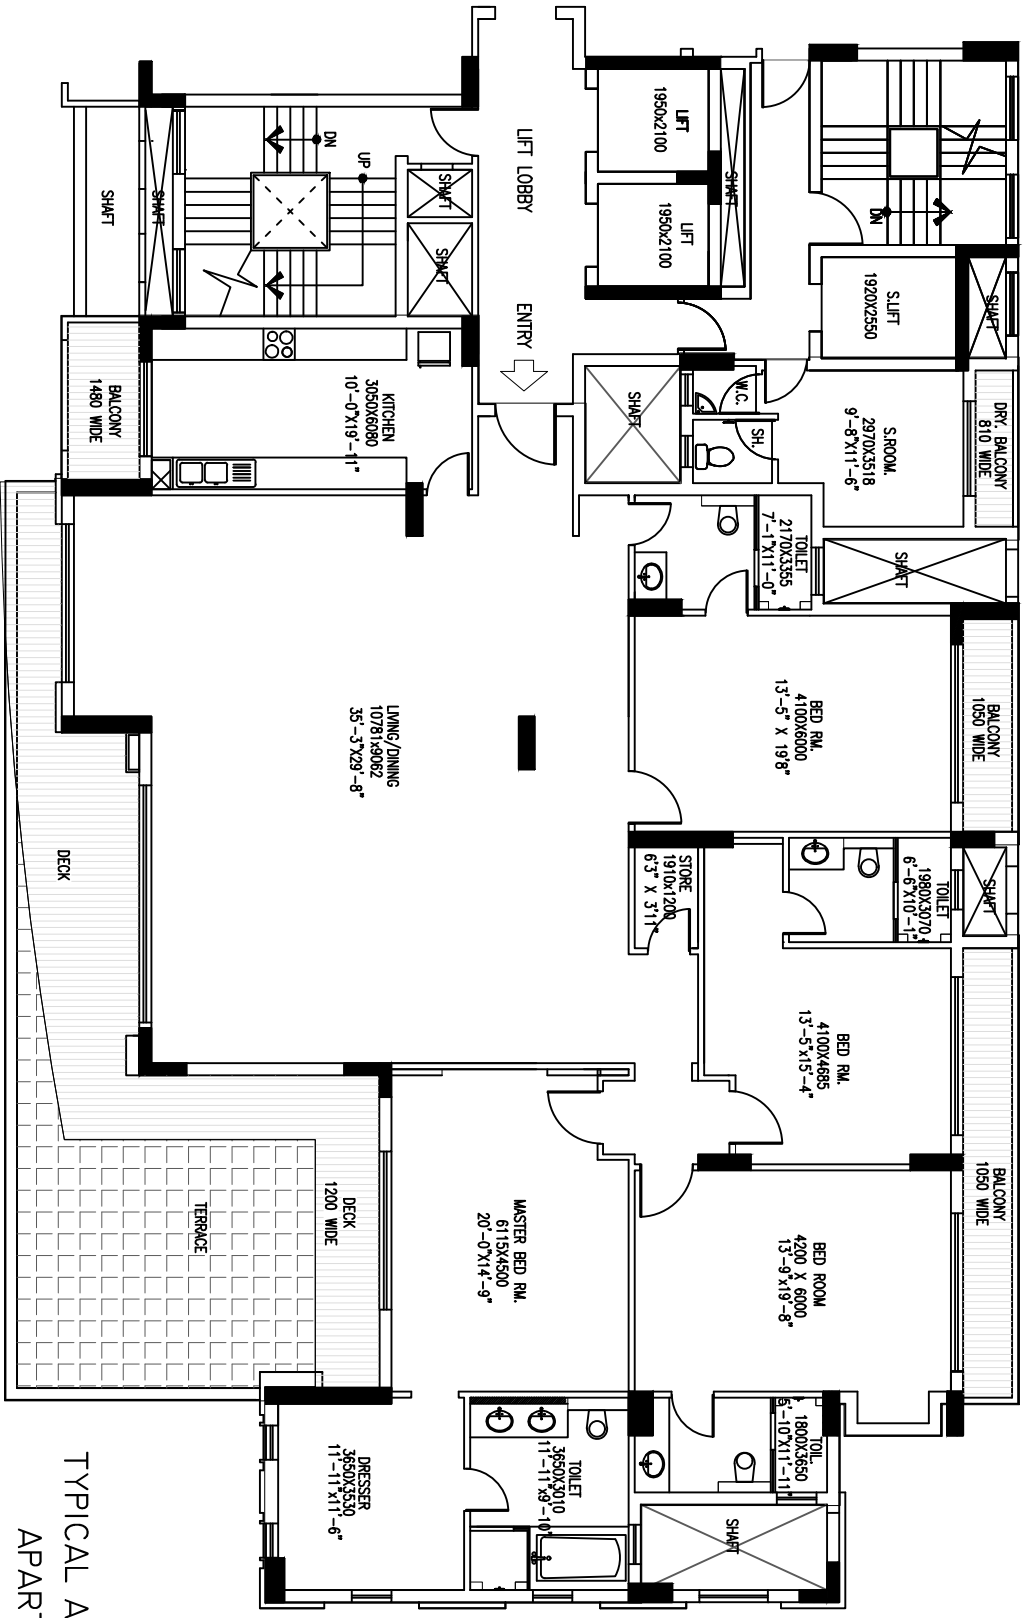 LIFT
1950x2100
LIFT
1950x2100
SHAFT
DN
S.LIFT
1920X2550
SHAFT
LIFT LOBBY
ENTRY
DN
UP
SHAFT
SHAFT
SHAFT
SHAFT
BALCONY
1480 WIDE
KITCHEN
3050X6080
10'-0"X19'-11"
SHAFT
W.C.
SH.
S.ROOM.
2970X3518
9'-8"X11'-6"
DRY. BALCONY
810 WIDE
TOILET
2170X3355
7'-1"X11'-0"
SHAFT
BED RM.
4100X6000
13'-5" X 19'8"
BALCONY
1050 WIDE
LIVING/DINING
10781x9062
35'-3"X29'-8"
STORE
1910x1200
6'3" X 3'11"
TOILET
1980X3070
6'-6"X10'-1"
SHAFT
DECK
BED RM.
4100X4685
13'-5"x15'-4"
BALCONY
1050 WIDE
TERRACE
DECK
1200 WIDE
MASTER BED RM.
6115X4500
20'-0"X14'-9"
BED ROOM
4200 X 6000
13'-9"x19'-8"
DRESSER
3650X3530
11'-11"x11'-6"
TOILET
3650X3010
11'-11"x9'-10"
TOIL.
1800X3650
5'-10"X11'-11"
SHAFT
TYPICAL A
APART